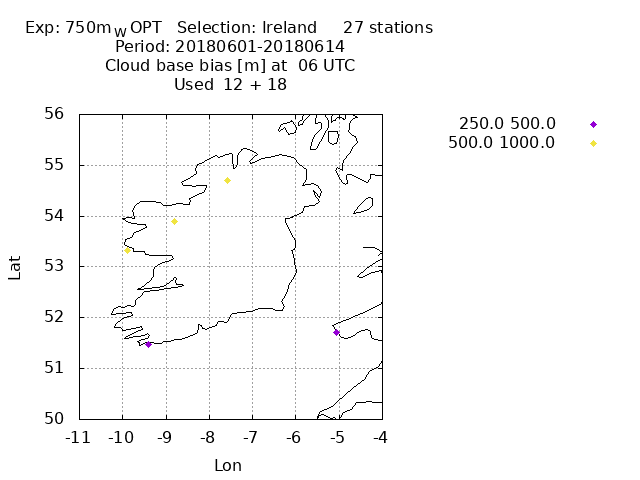 Exp: 750m_W OPT   Selection: Ireland     27 stations
Period: 20180601-20180614
Cloud base bias [m] at  06 UTC
Used  12 + 18
250.0 500.0
500.0 1000.0
56
55
54
53
52
51
50
Lat
-11 -10 -9 -8 -7 -6 -5 -4
Lon